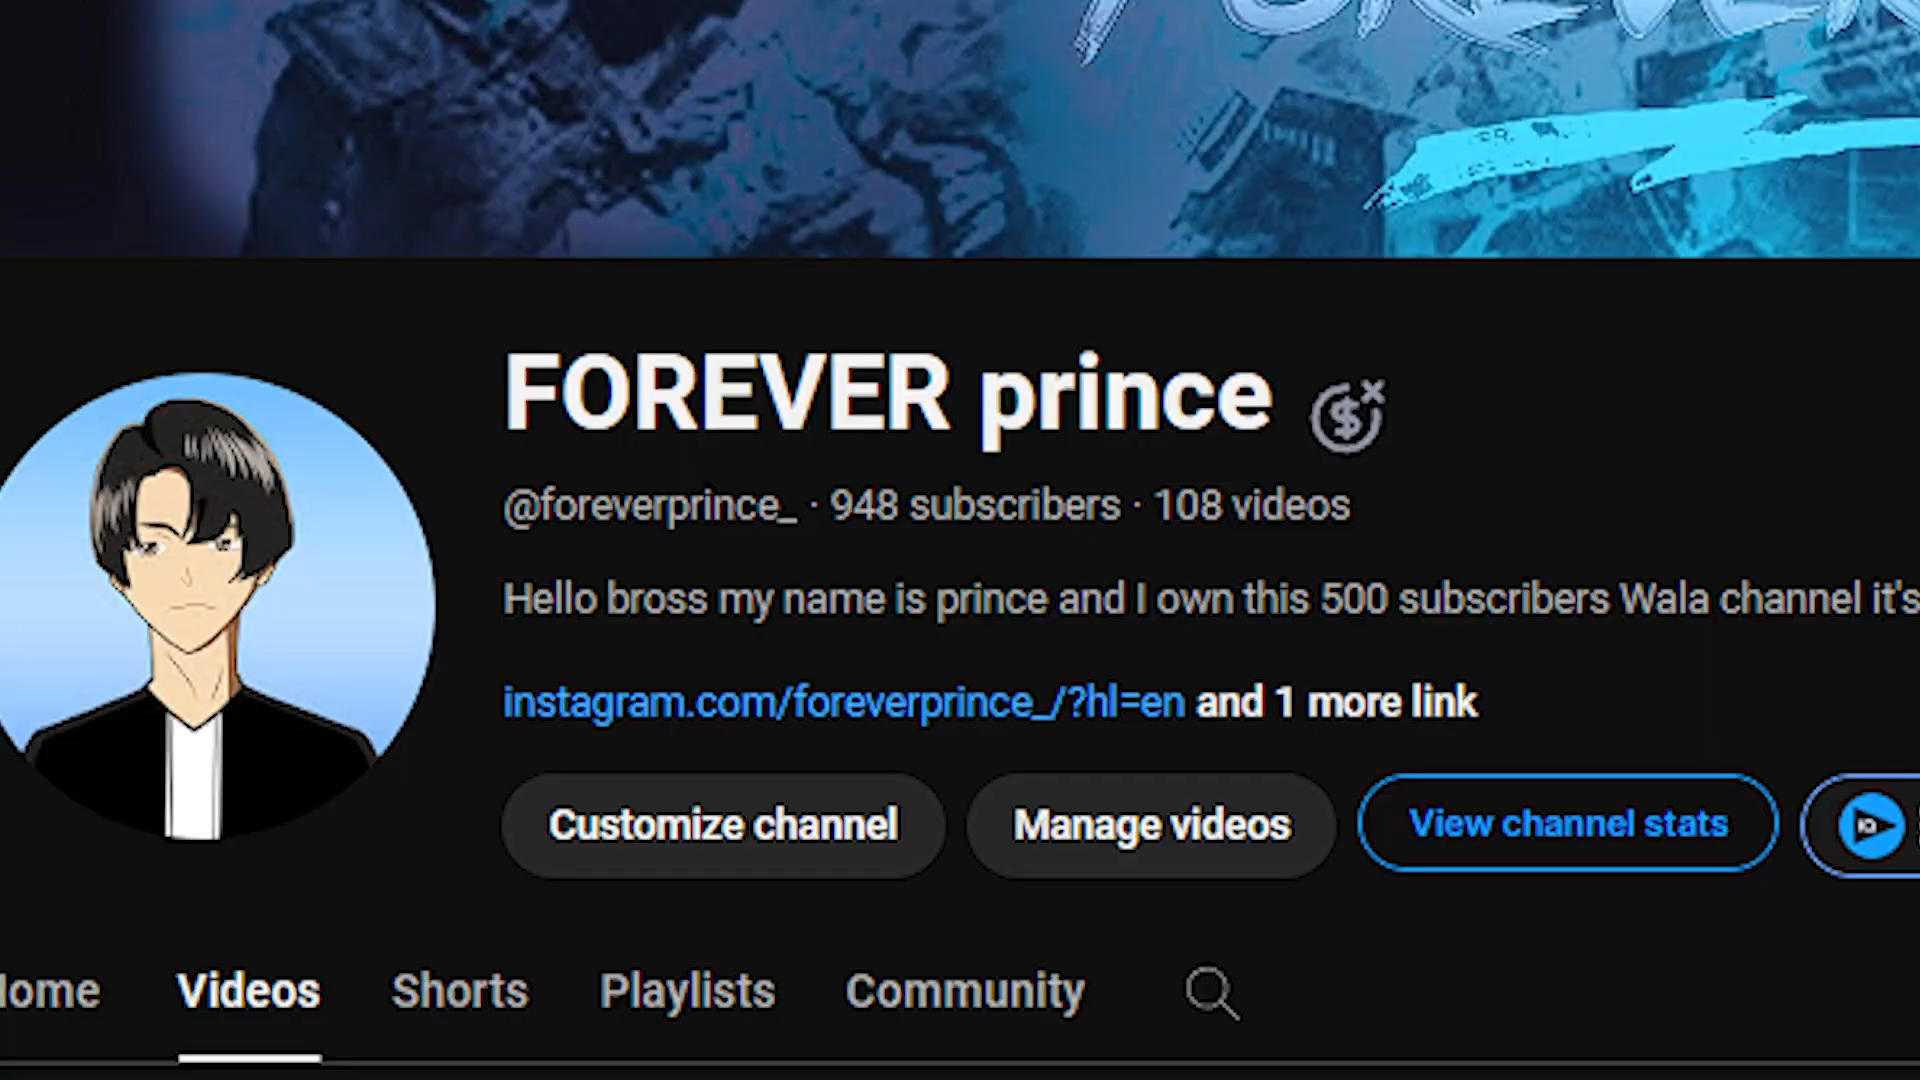 FOREVER
FOREVER prince
@foreverprince_ · 948 subscribers · 108 videos
Hello bross my name is prince and I own this 500 subscribers Wala channel it's
instagram.com/foreverprince_/?hl=en and 1 more link
Customize channel Manage videos View channel stats
Home Videos Shorts Playlists Community